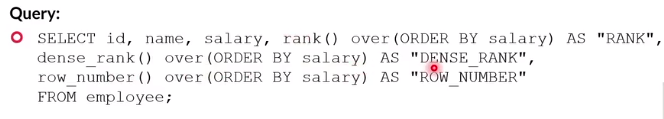 Query:
SELECT id, name, salary, rank() over(ORDER BY salary) AS "RANK",
dense_rank() over(ORDER BY salary) AS "DENSE_RANK",
row_number() over(ORDER BY salary) AS "ROW_NUMBER"
FROM employee;